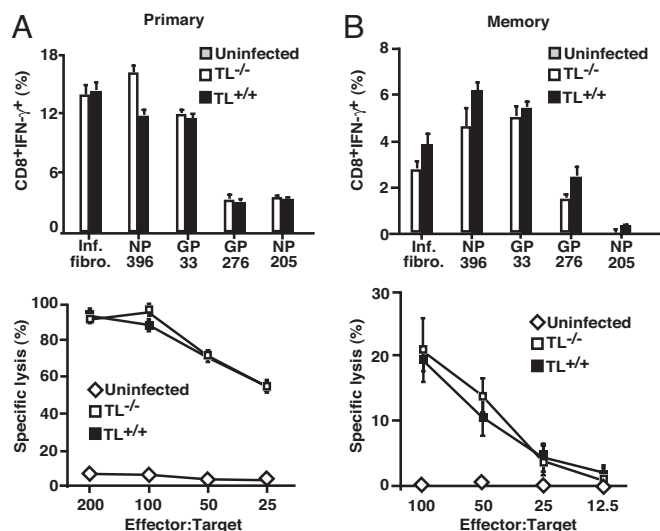 A
Primary
Uninfected
TL-/-
TL+/+
CD8+IFN-γ+ (%)
18
12
6
0
Inf. fibro.
NP 396
GP 33
GP 276
NP 205
Specific lysis (%)
100
80
60
40
20
0
Uninfected
TL-/-
TL+/+
200
100
50
25
Effector:Target
B
Memory
Uninfected
TL-/-
TL+/+
CD8+IFN-γ+ (%)
8
6
4
2
0
Inf. fibro.
NP 396
GP 33
GP 276
NP 205
Specific lysis (%)
30
20
10
0
Uninfected
TL-/-
TL+/+
100
50
25
12.5
Effector:Target